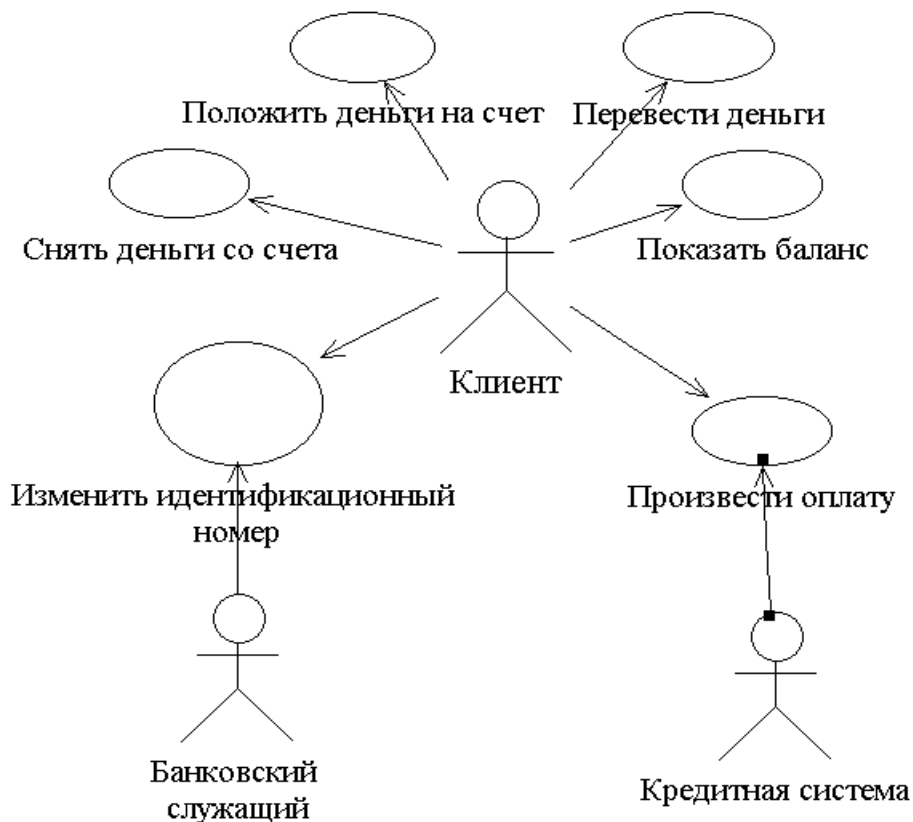 Положить деньги на счет
Перевести деньги
Снять деньги со счета
Показать баланс
Клиент
Изменить идентификационный
номер
Произвести оплату
Банковский
служащий
Кредитная система